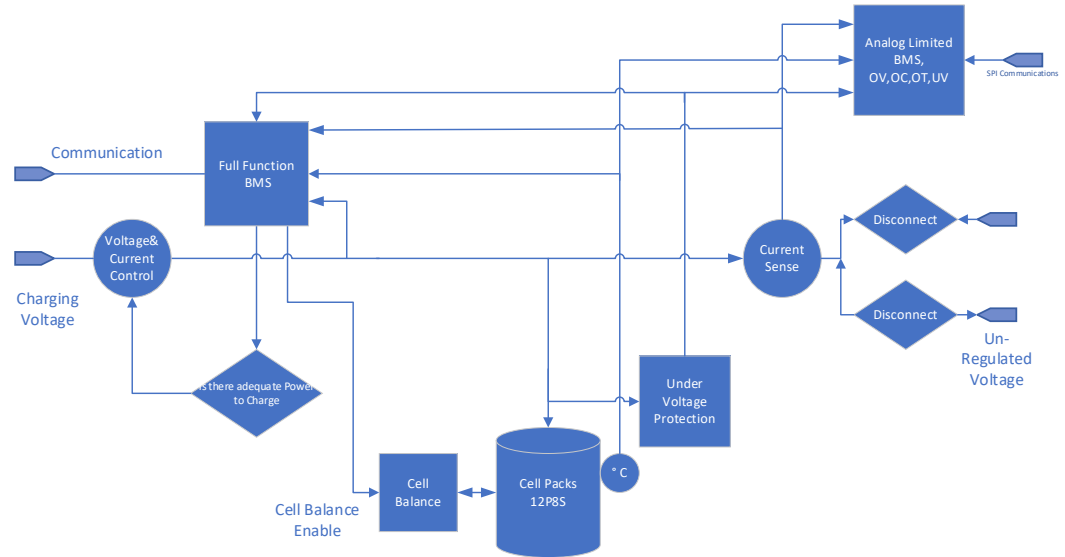 Analog Limited
BMS,
OV,OC,OT,UV
SPI Communications
Communication
Full Function
BMS
Voltage&
Current
Control
Charging
Voltage
Current
Sense
Disconnect
Disconnect
Un-
Regulated
Voltage
Is there adequate Power
to Charge
Under
Voltage
Protection
Cell
Balance
Cell Balance
Enable
Cell Packs
12P8S
° C